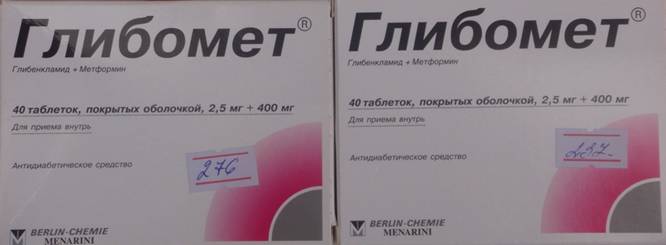 Глибомет®
Глибенкламид + Метформин
40 таблеток, покрытых оболочкой, 2,5 мг + 400 мг
Для приема внутрь
Антидиабетическое средство
276
BERLIN-CHEMIE
MENARINI
Глибомет®
Глибенкламид + Метформин
40 таблеток, покрытых оболочкой, 2,5 мг + 400 мг
Для приема внутрь
Антидиабетическое средство
237-
BERLIN-CHEMIE
MENARINI